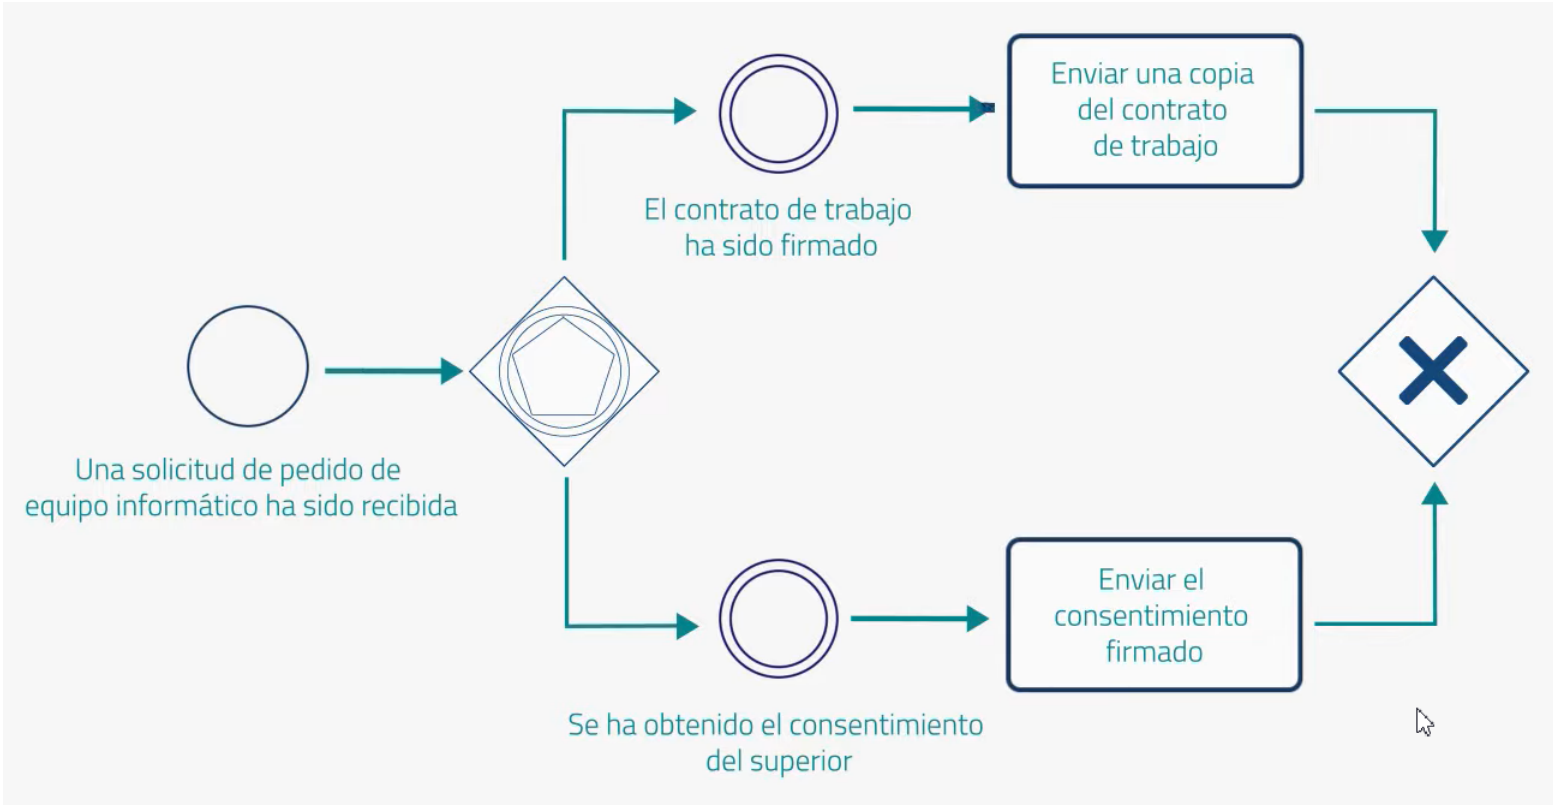 Enviar una copia
del contrato
de trabajo
El contrato de trabajo
ha sido firmado
Una solicitud de pedido de
equipo informático ha sido recibida
Enviar el
consentimiento
firmado
Se ha obtenido el consentimiento
del superior